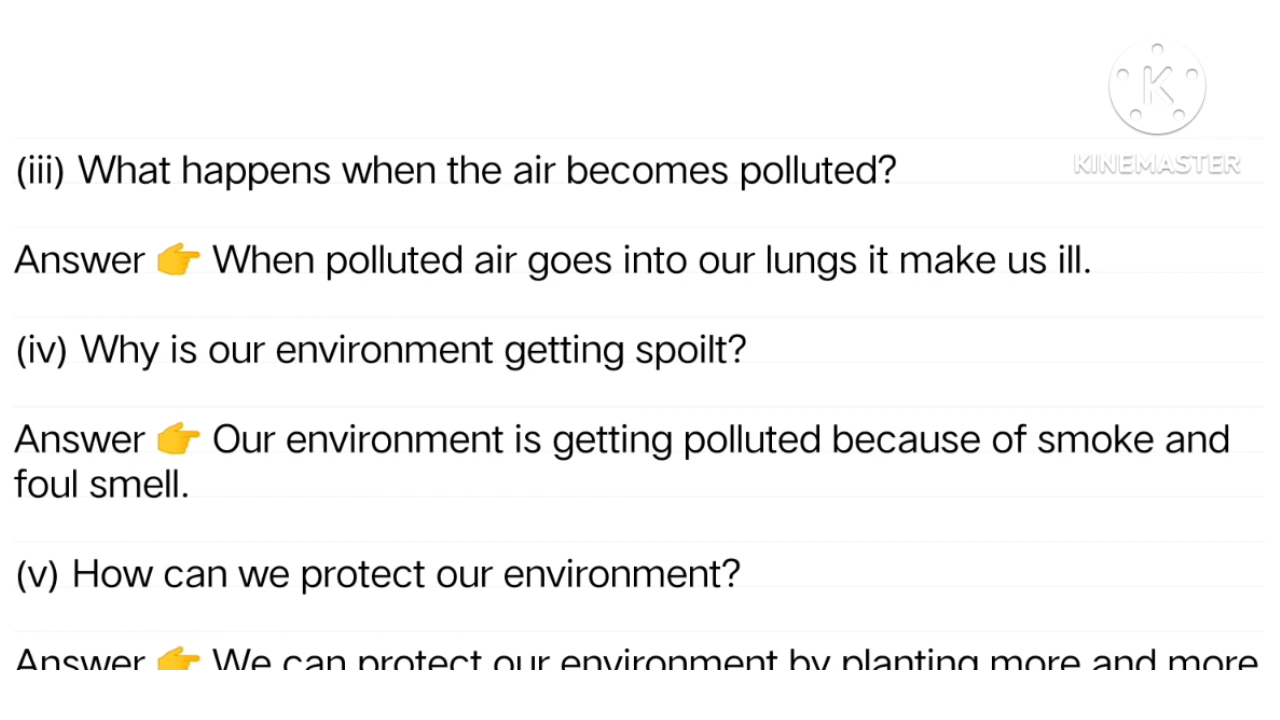 KINEMASTER
(iii) What happens when the air becomes polluted?
Answer 👉 When polluted air goes into our lungs it make us ill.
(iv) Why is our environment getting spoilt?
Answer 👉 Our environment is getting polluted because of smoke and
foul smell.
(v) How can we protect our environment?
Answer 👉 We can protect our environment by planting more and more